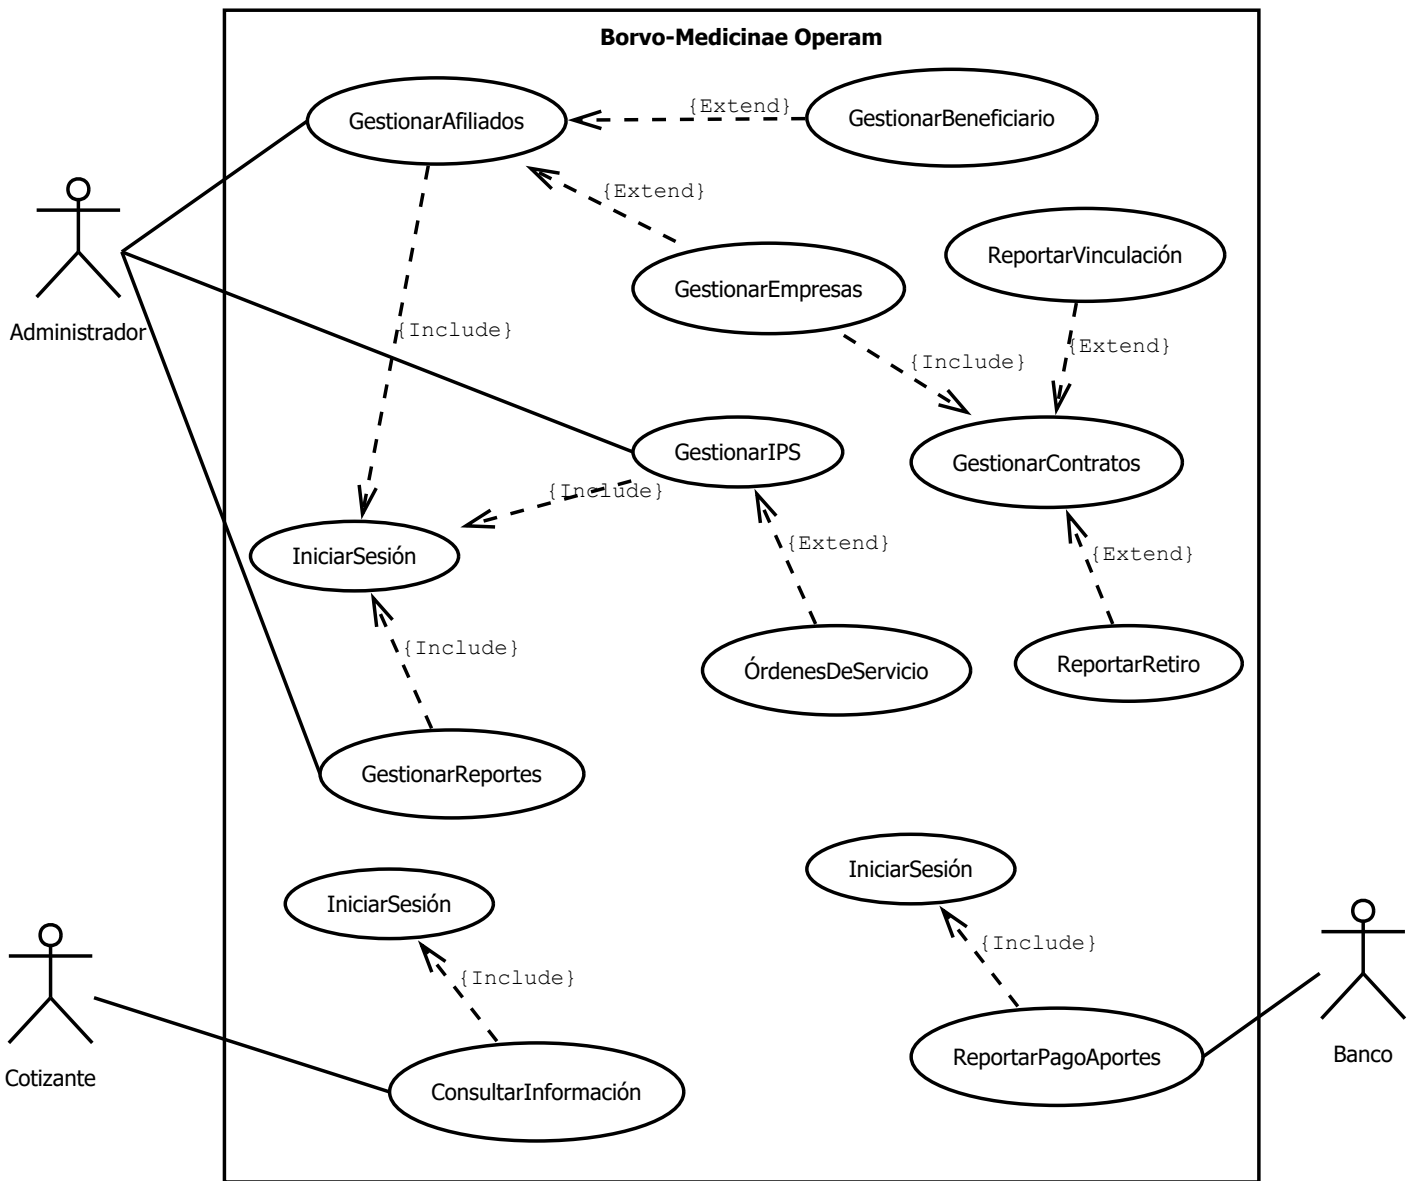 Borvo-Medicinae Operam
GestionarAfiliados
{Extend}
GestionarBeneficiario
{Extend}
ReportarVinculación
GestionarEmpresas
Administrador
{Include}
{Include}
{Extend}
GestionarIPS
GestionarContratos
{Include}
IniciarSesión
{Extend}
{Extend}
{Include}
ÓrdenesDeServicio
ReportarRetiro
GestionarReportes
IniciarSesión
IniciarSesión
{Include}
{Include}
Cotizante
ConsultarInformación
ReportarPagoAportes
Banco